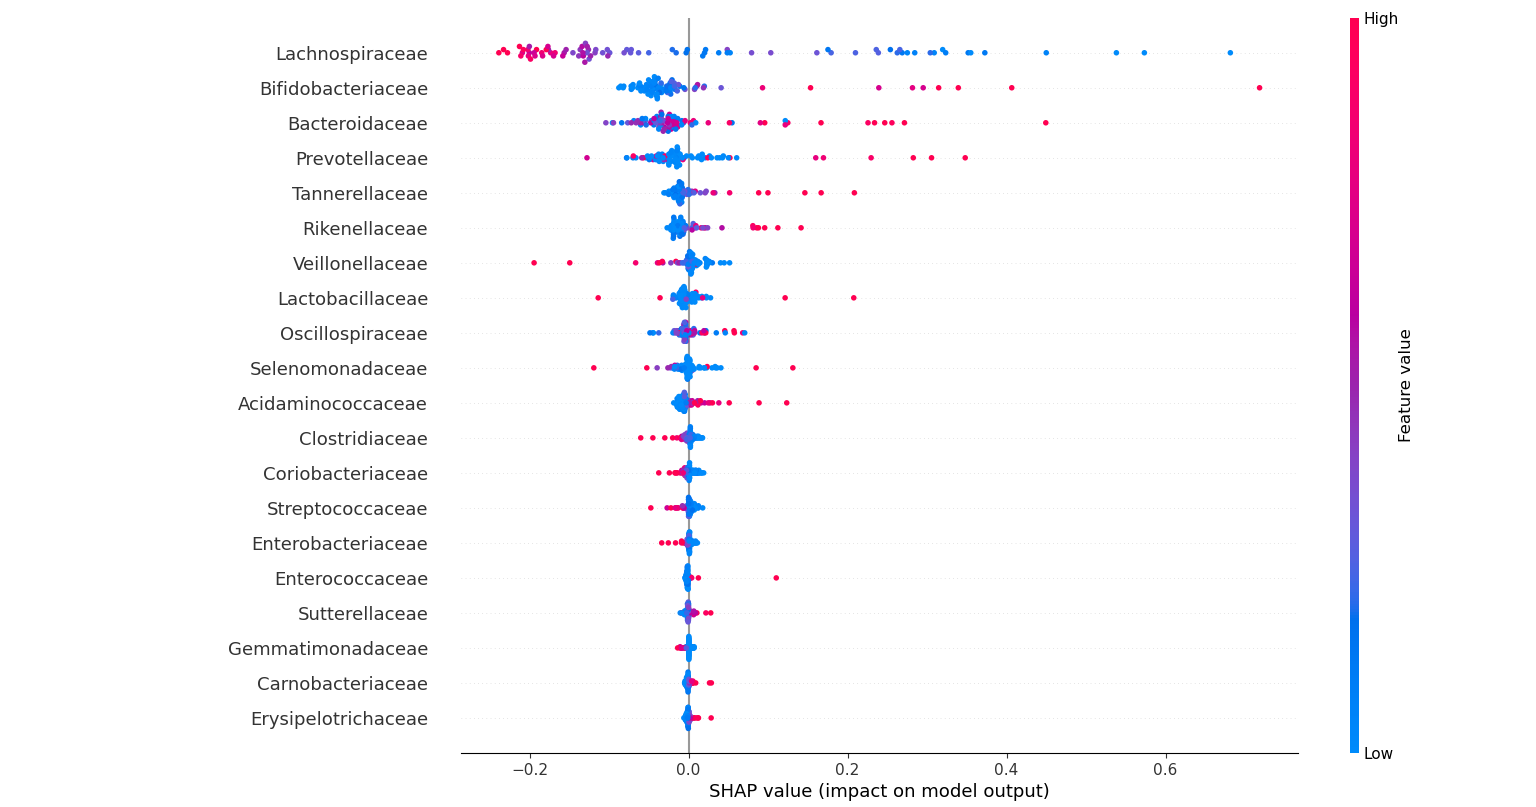 High
Lachnospiraceae
Bifidobacteriaceae
Bacteroidaceae
Prevotellaceae
Tannerellaceae
Rikenellaceae
Veillonellaceae
Lactobacillaceae
Oscillospiraceae
Selenomonadaceae
Acidaminococcaceae
Clostridiaceae
Coriobacteriaceae
Streptococcaceae
Enterobacteriaceae
Enterococcaceae
Sutterellaceae
Gemmatimonadaceae
Carnobacteriaceae
Erysipelotrichaceae
Feature value
Low
−0.2 0.0 0.2 0.4 0.6
SHAP value (impact on model output)